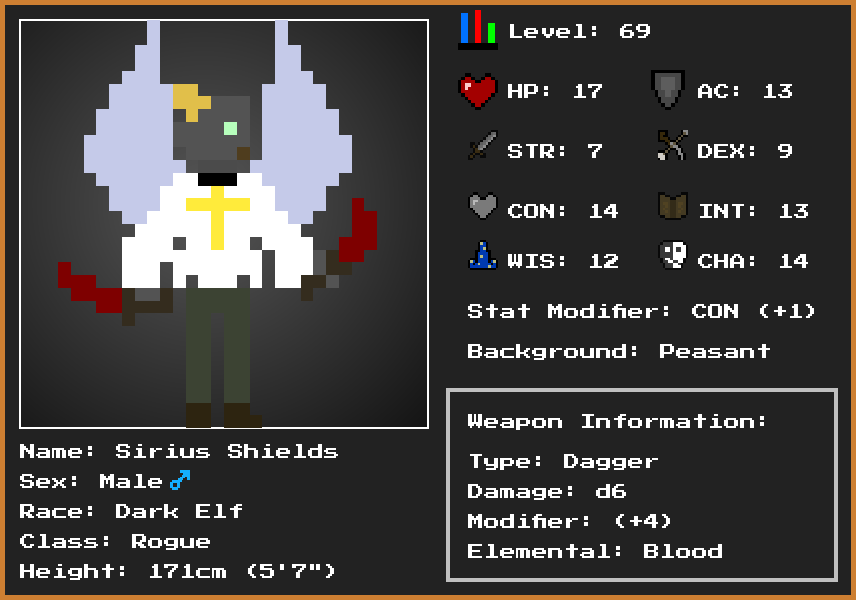 Level: 69
HP: 17 AC: 13
STR: 7 DEX: 9
CON: 14 INT: 13
WIS: 12 CHA: 14
Stat Modifier: CON (+1)
Background: Peasant
Weapon Information:
Type: Dagger
Damage: d6
Modifier: (+4)
Elemental: Blood
Name: Sirius Shields
Sex: Male♂
Race: Dark Elf
Class: Rogue
Height: 171cm (5'7")